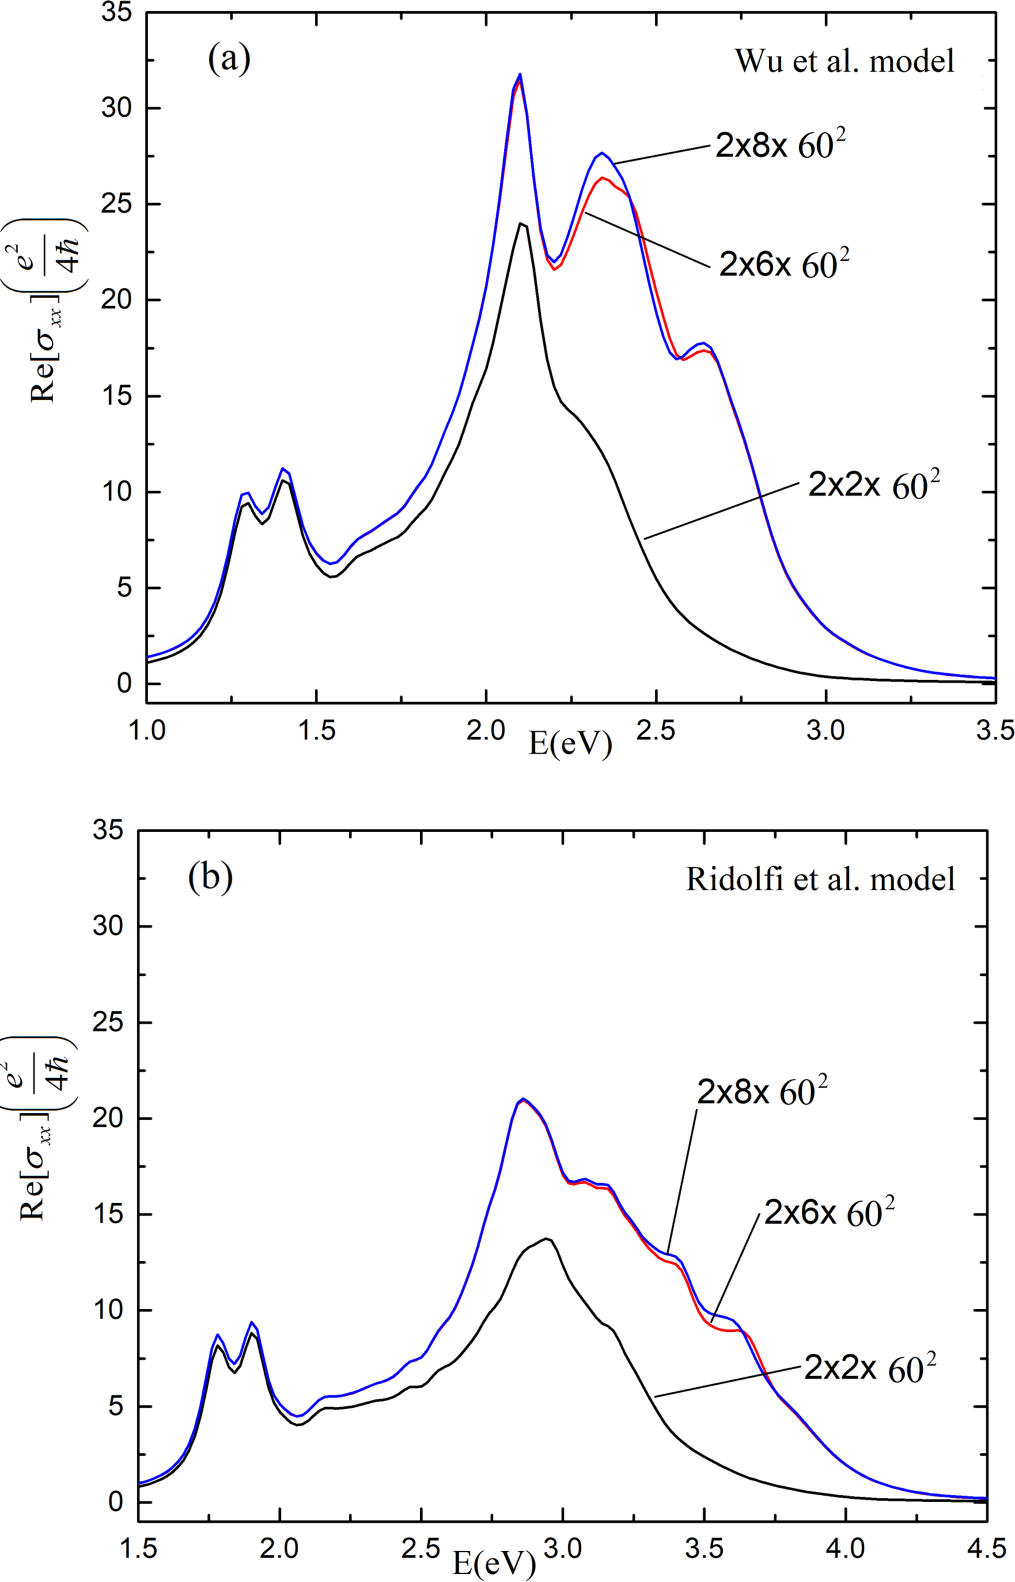 35
(a)
Wu et al. model
30
2x8x 60²
25
2x6x 60²
20
Re[σxx](e²/4ħ)
15
10
2x2x 60²
5
0
1.0 1.5 2.0 2.5 3.0 3.5
E(eV)
35
(b)
Ridolfi et al. model
30
25
2x8x 60²
20
2x6x 60²
Re[σxx](e²/4ħ)
15
10
2x2x 60²
5
0
1.5 2.0 2.5 3.0 3.5 4.0 4.5
E(eV)